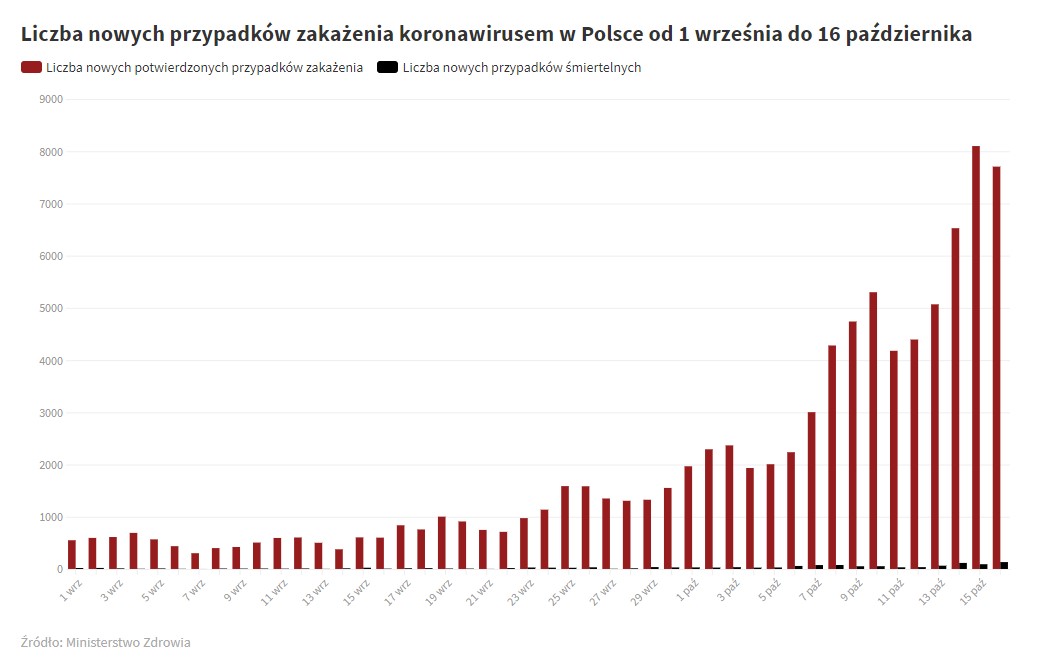 Liczba nowych przypadków zakażenia koronawirusem w Polsce od 1 września do 16 października
Liczba nowych potwierdzonych przypadków zakażenia Liczba nowych przypadków śmiertelnych
9000
8000
7000
6000
5000
4000
3000
2000
1000
0
1 wrz 3 wrz 5 wrz 7 wrz 9 wrz 11 wrz 13 wrz 15 wrz 17 wrz 19 wrz 21 wrz 23 wrz 25 wrz 27 wrz 29 wrz 1 paź 3 paź 5 paź 7 paź 9 paź 11 paź 13 paź 15 paź
Źródło: Ministerstwo Zdrowia